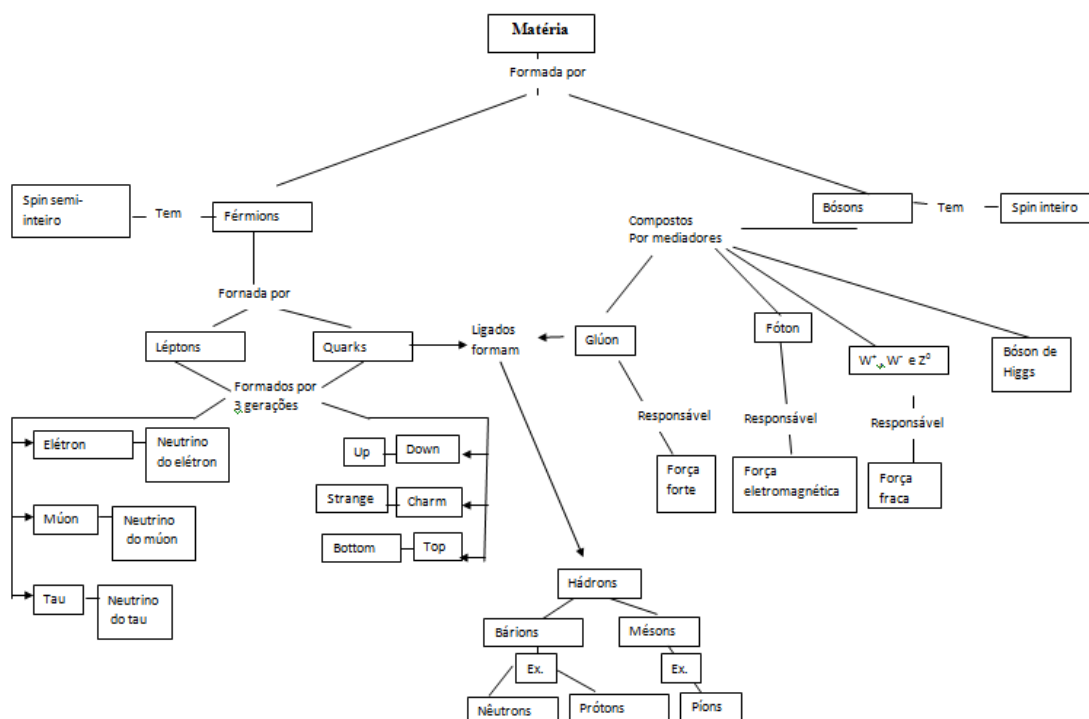 Matéria
Formada por
Spin semi-
inteiro
Tem
Férmions
Bósons
Tem
Spin inteiro
Compostos
Por mediadores
Fornada por
Léptons
Quarks
Ligados
formam
Glúon
Fóton
W⁺, W⁻ e Z⁰
Bóson de
Higgs
Formados por
3 gerações
Responsável
Responsável
Responsável
Elétron
Neutrino
do elétron
Up
Down
Força
forte
Força
eletromagnética
Força
fraca
Strange
Charm
Múon
Neutrino
do múon
Bottom
Top
Tau
Neutrino
do tau
Hádrons
Bárions
Mésons
Ex.
Ex.
Nêutrons
Prótons
Píons